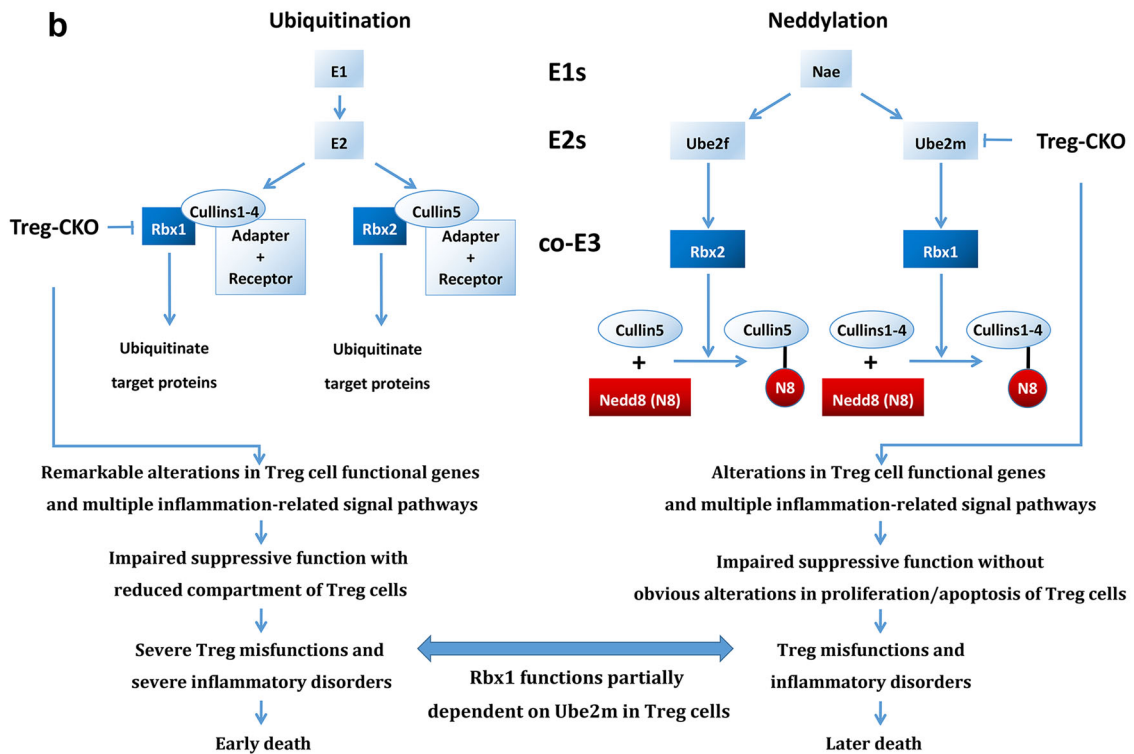 b
Ubiquitination
Neddylation
E1
E1s
Nae
E2
E2s
Ube2f
Ube2m
Treg-CKO
Treg-CKO
Rbx1
Cullins1-4
Adapter
+
Receptor
Rbx2
Cullin5
Adapter
+
Receptor
co-E3
Rbx2
Rbx1
Ubiquitinate
target proteins
Ubiquitinate
target proteins
Cullin5
+
Nedd8 (N8)
Cullin5
N8
Cullins1-4
+
Nedd8 (N8)
Cullins1-4
N8
Remarkable alterations in Treg cell functional genes
and multiple inflammation-related signal pathways
Impaired suppressive function with
reduced compartment of Treg cells
Severe Treg misfunctions and
severe inflammatory disorders
Early death
Rbx1 functions partially
dependent on Ube2m in Treg cells
Alterations in Treg cell functional genes
and multiple inflammation-related signal pathways
Impaired suppressive function without
obvious alterations in proliferation/apoptosis of Treg cells
Treg misfunctions and
inflammatory disorders
Later death